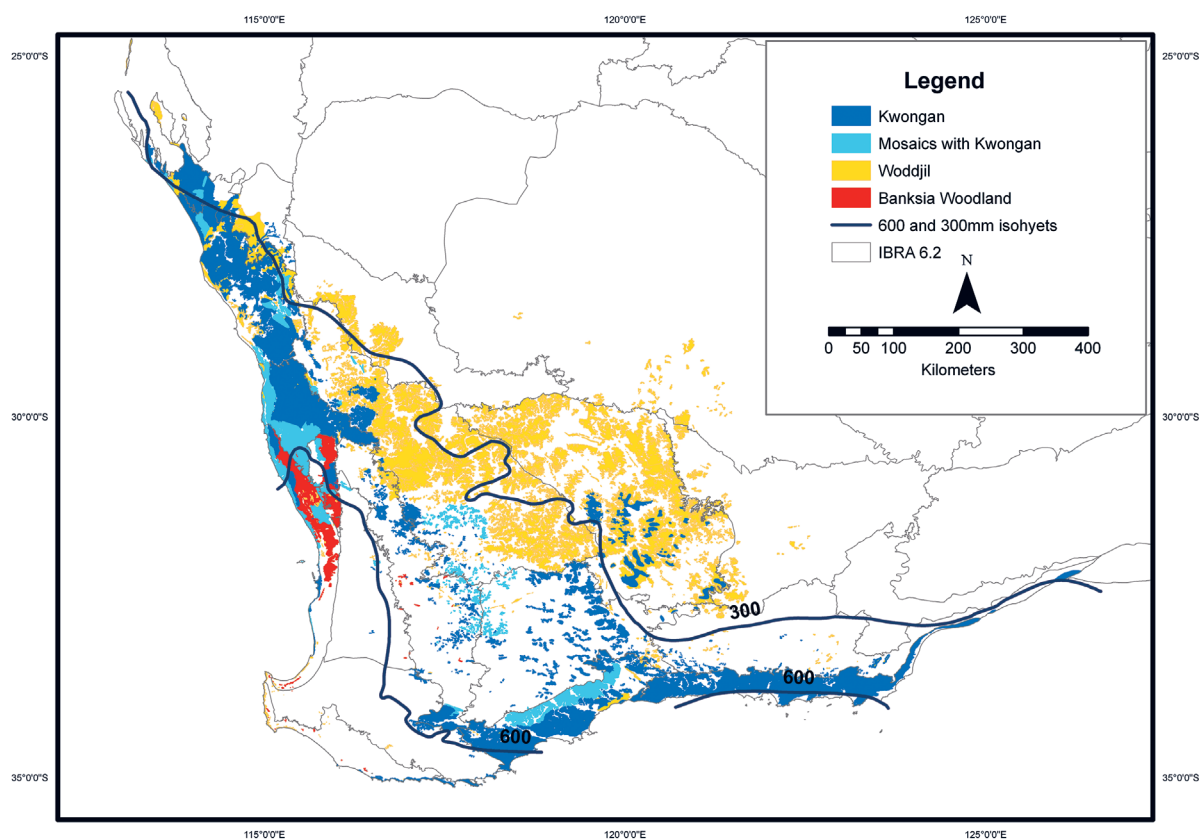 115°0'0"E 120°0'0"E 125°0'0"E
25°0'0"S 25°0'0"S
Legend
Kwongan
Mosaics with Kwongan
Woddjil
Banksia Woodland
600 and 300mm isohyets
IBRA 6.2
N
0 50 100 200 300 400
Kilometers
30°0'0"S 30°0'0"S
300
600
600
35°0'0"S 35°0'0"S
115°0'0"E 120°0'0"E 125°0'0"E